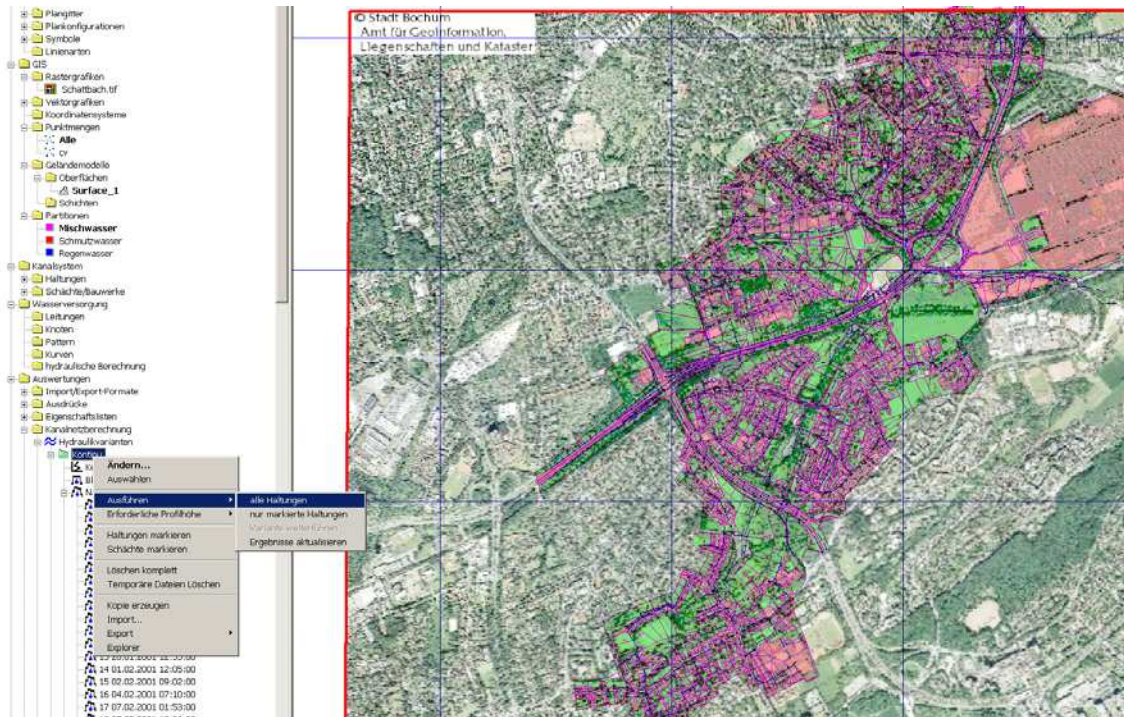 Plangitter
Plankonfigurationen
Symbole
Linienarten
GIS
Rastergrafiken
Schattbach.tif
Vektorgrafiken
Koordinatensysteme
Punktmengen
Alle
cv
Geländemodelle
Oberflächen
Surface_1
Schichten
Partitionen
Mischwasser
Schmutzwasser
Regenwasser
Kanalsystem
Haltungen
Schächte/Bauwerke
Wasserversorgung
Leitungen
Knoten
Pattern
Kurven
hydraulische Berechnung
Auswertungen
Import/Export-Formate
Ausdrücke
Eigenschaftslisten
Kanalnetzberechnung
Hydraulikvarianten
Ändern...
Auswählen
Ausführen
Erforderliche Profilhöhe
Haltungen markieren
Schächte markieren
Löschen komplett
Temporäre Dateien Löschen
Kopie erzeugen
Import...
Export
Explorer
alle Haltungen
nur markierte Haltungen
Variante weiterführen
Ergebnisse aktualisieren
14 01.02.2001 12:05:00
15 02.02.2001 09:02:00
16 04.02.2001 07:10:00
17 07.02.2001 01:53:00
© Stadt Bochum
Amt für Geoinformation,
Liegenschaften und Kataster